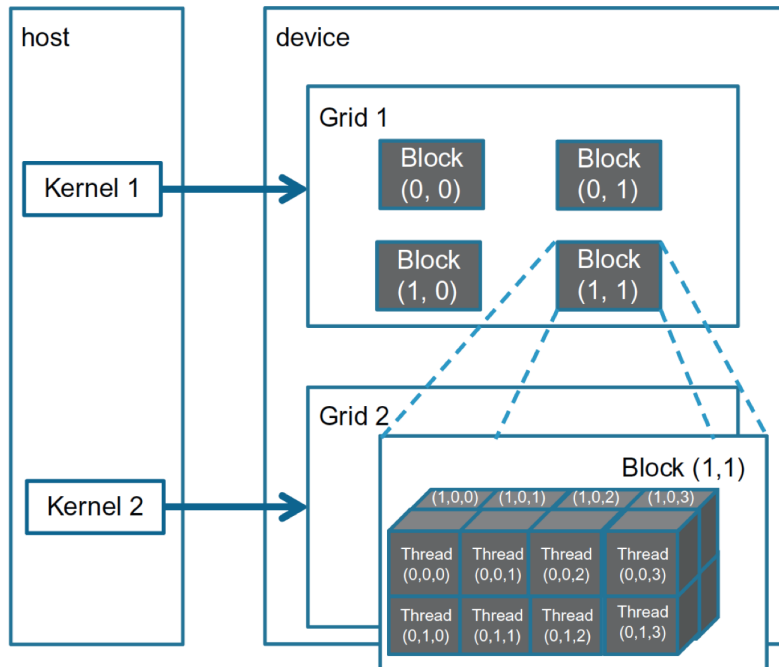 host
device
Grid 1
Block
(0, 0)
Block
(0, 1)
Kernel 1
Block
(1, 0)
Block
(1, 1)
Grid 2
Block (1,1)
Kernel 2
(1,0,0)
(1,0,1)
(1,0,2)
(1,0,3)
Thread
(0,0,0)
Thread
(0,0,1)
Thread
(0,0,2)
Thread
(0,0,3)
Thread
(0,1,0)
Thread
(0,1,1)
Thread
(0,1,2)
Thread
(0,1,3)